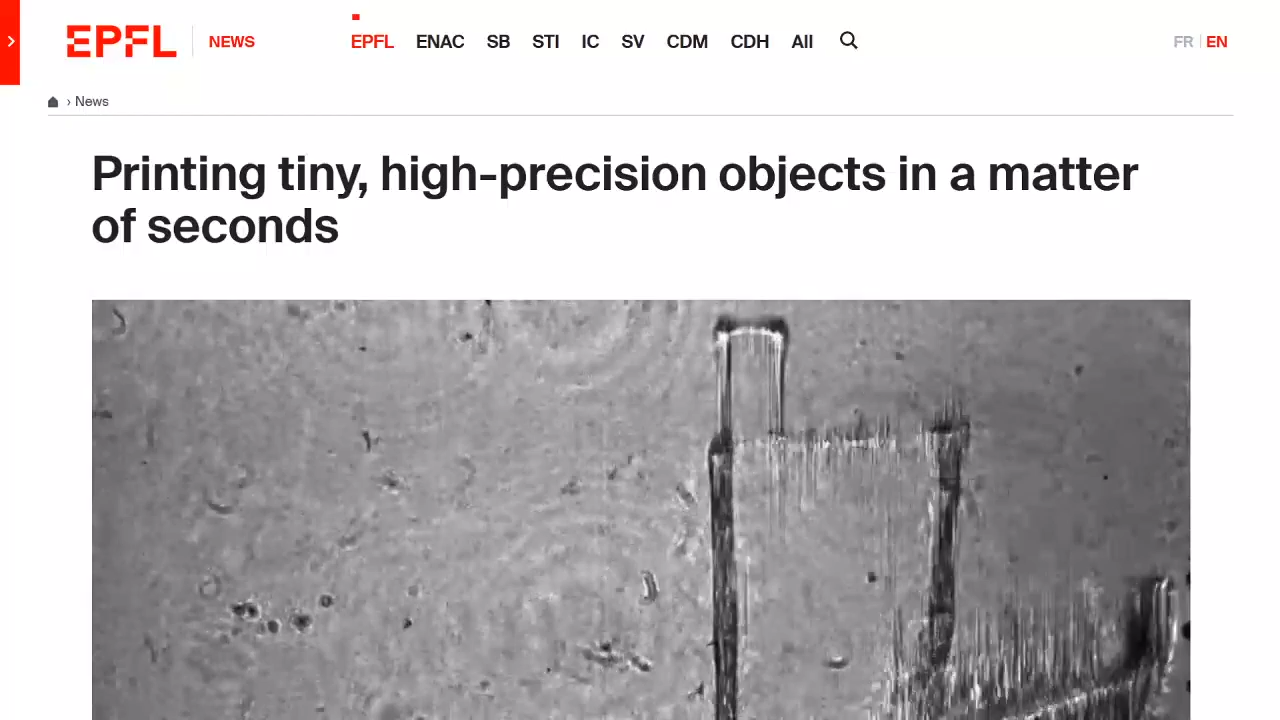 EPFL NEWS EPFL ENAC SB STI IC SV CDM CDH All FR EN
› News
Printing tiny, high-precision objects in a matter
of seconds